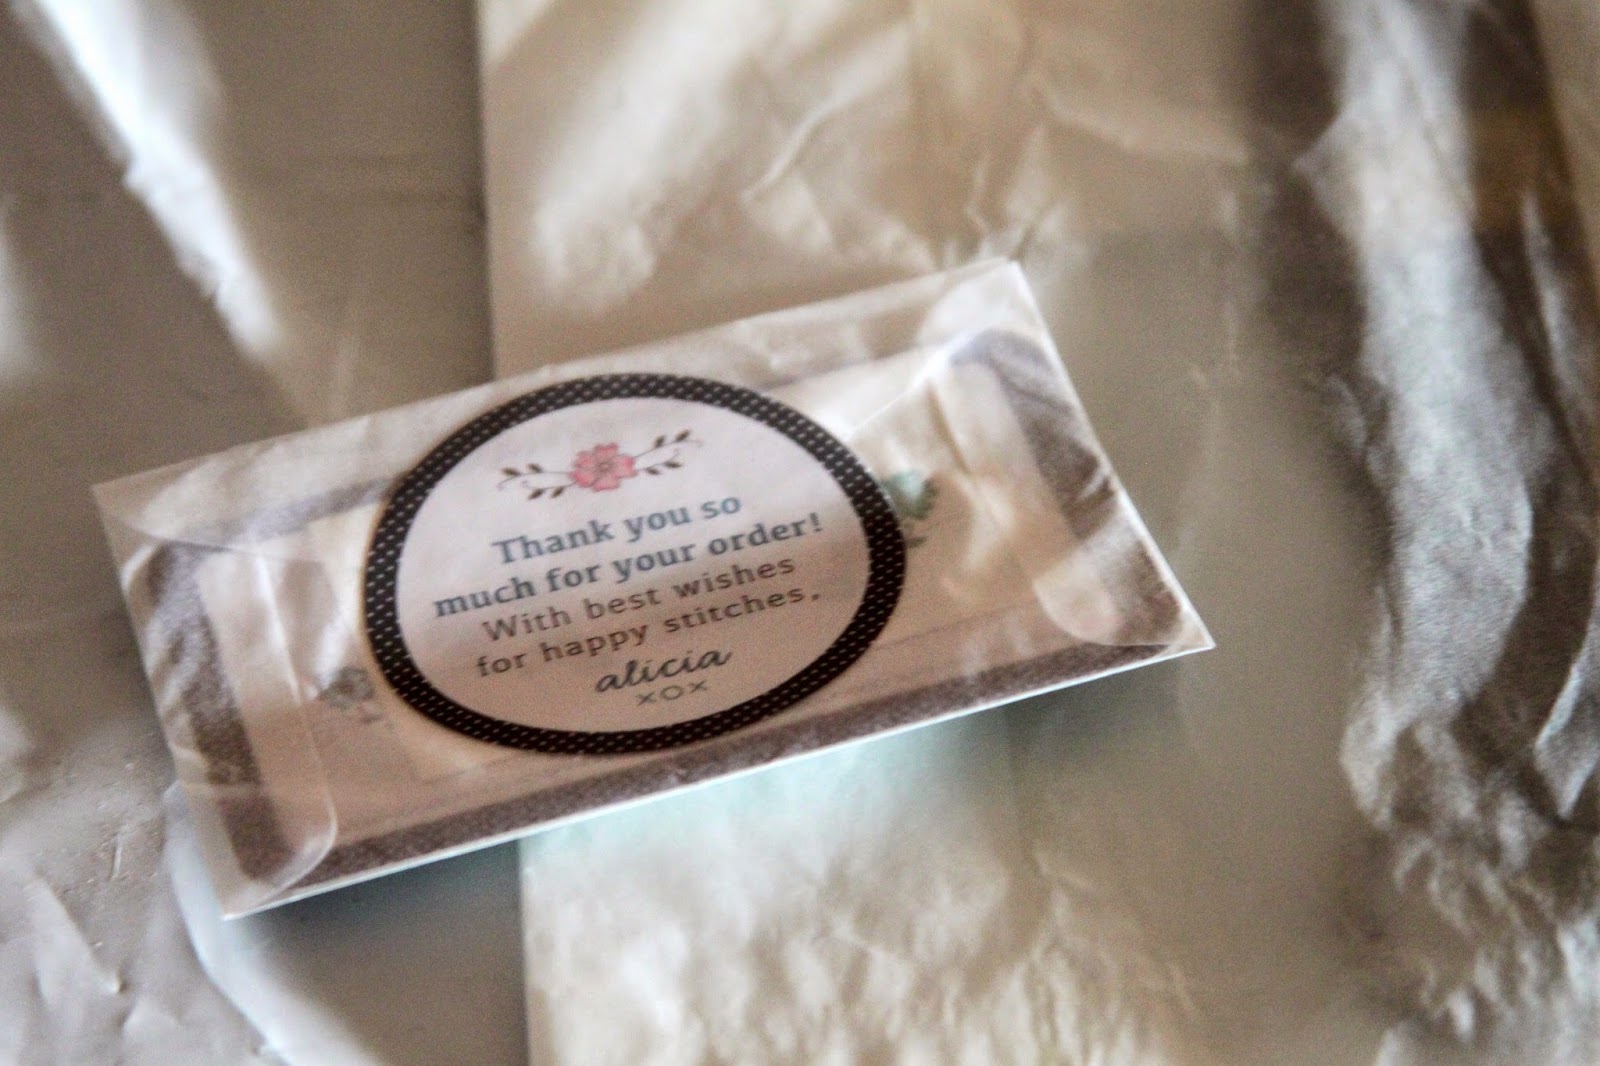 Thank you so
much for your order!
With best wishes
for happy stitches,
alicia
xox